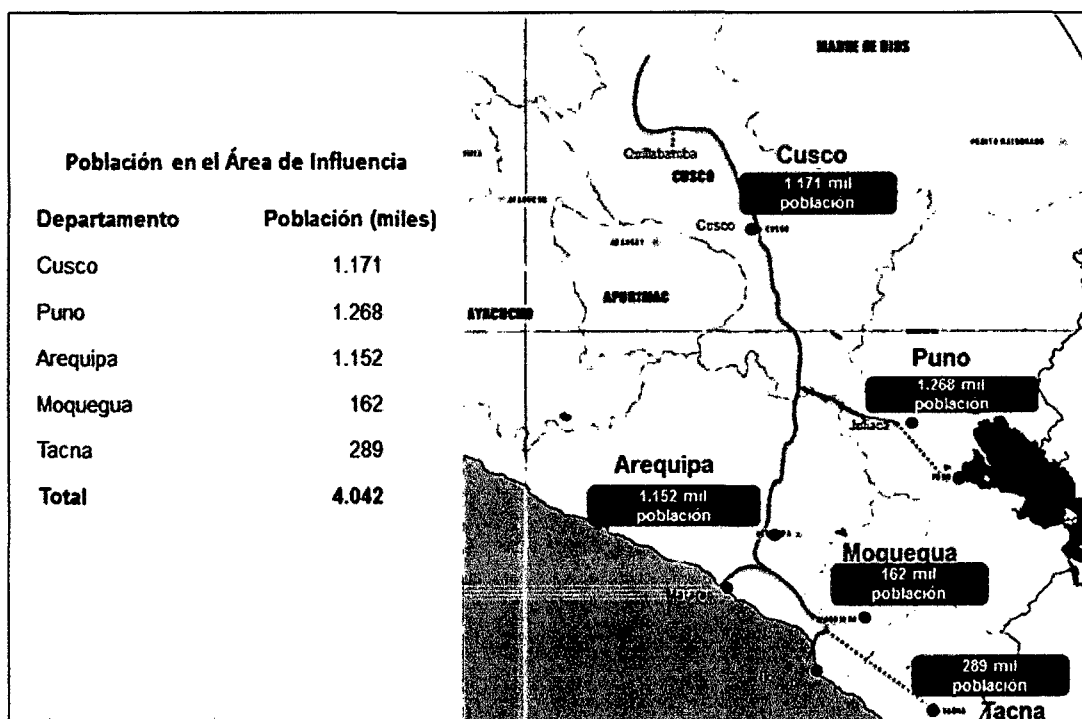 Población en el Área de Influencia
Departamento Población (miles)
Cusco 1.171
Puno 1.268
Arequipa 1.152
Moquegua 162
Tacna 289
Total 4.042
MADRE DE DIOS
Quillabamba
CUSCO
Cusco
1 171 mil
población
Cusco
CUSCO
APURIMAC
AYACUCHO
Puno
1.268 mil
población
Juliaca
Arequipa
1.152 mil
población
Moquegua
162 mil
población
289 mil
población
TACNA
Tacna